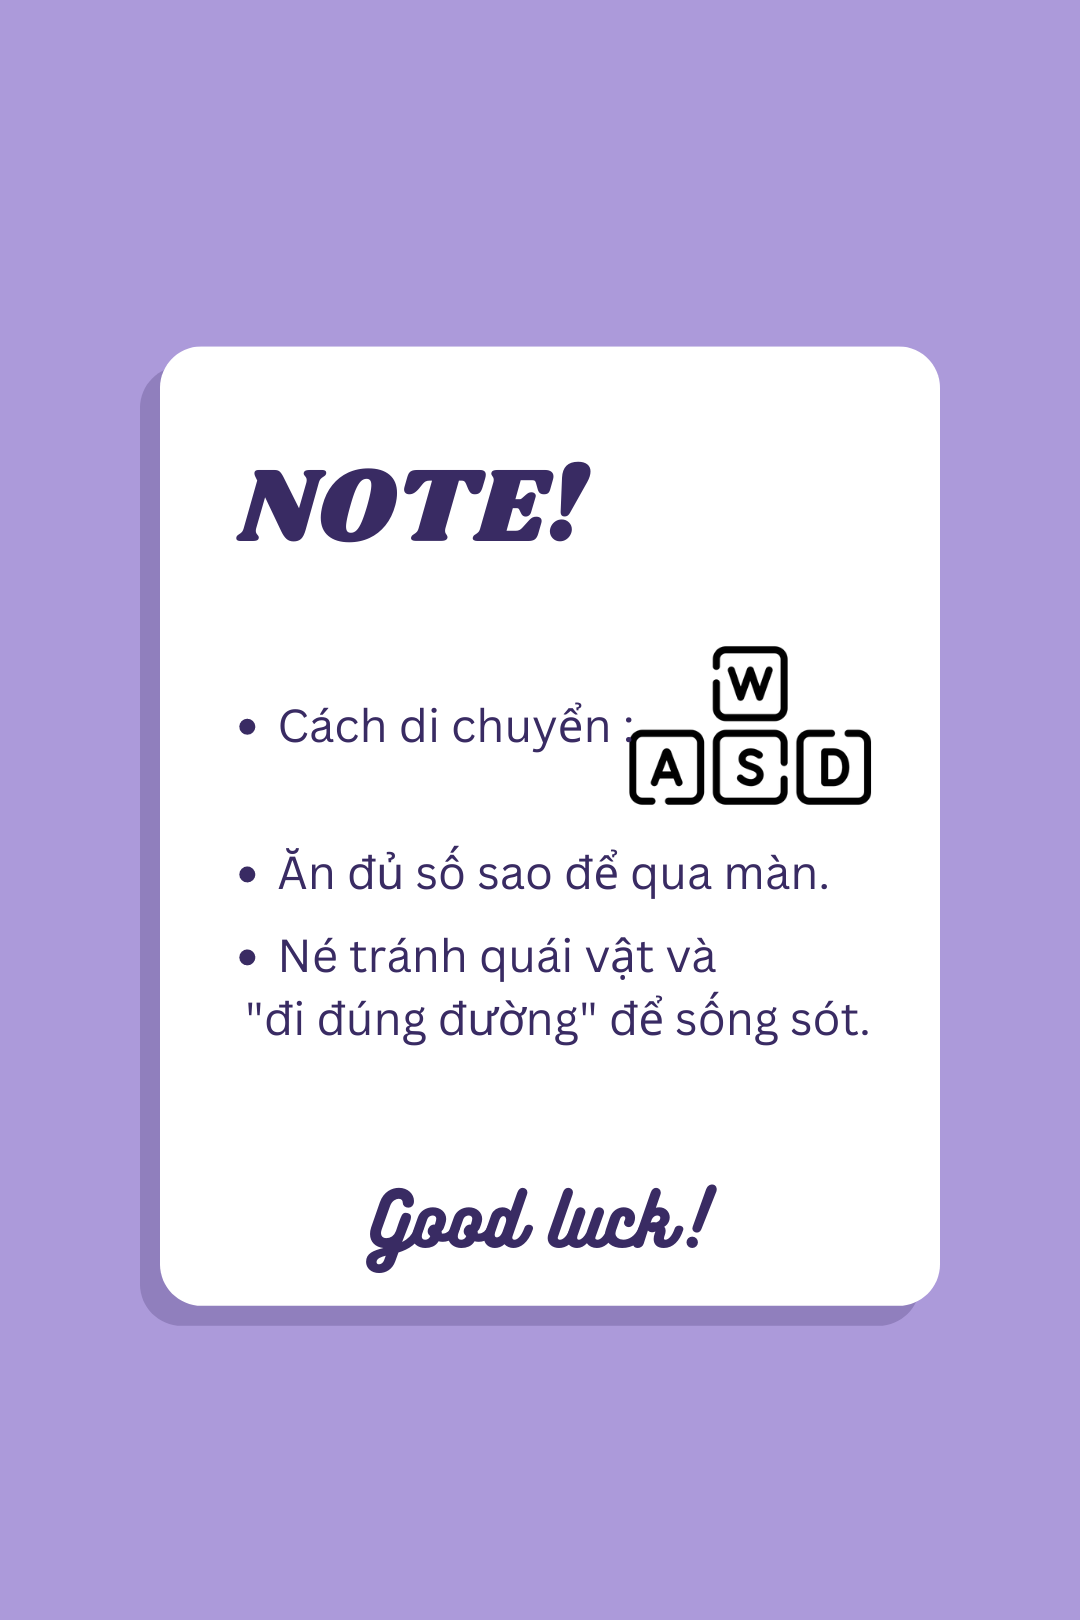 NOTE!
W
• Cách di chuyển :
A S D
• Ăn đủ số sao để qua màn.
• Né tránh quái vật và
"đi đúng đường" để sống sót.
Good luck!